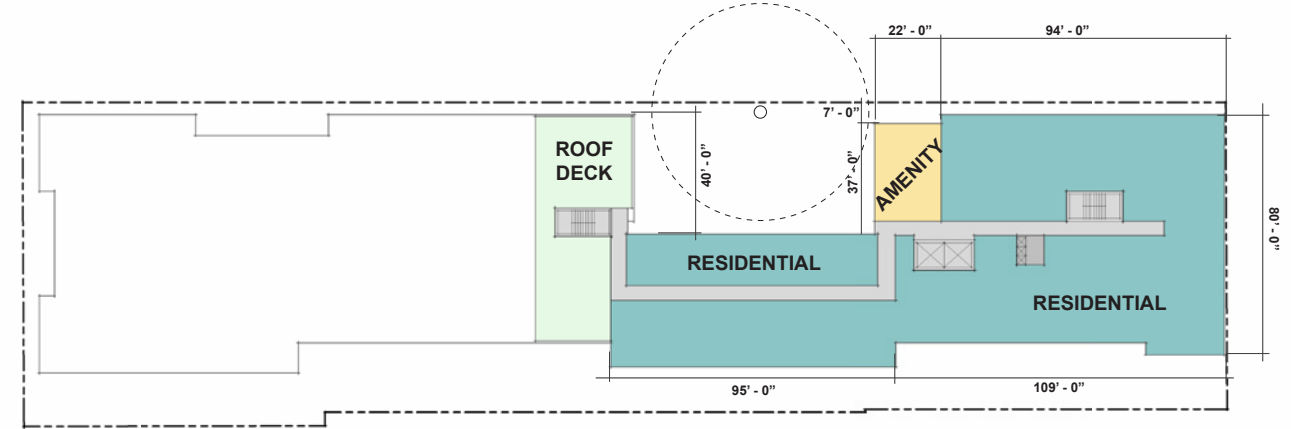 22' - 0”
94' - 0”
7' - 0”
ROOF
DECK
40' - 0”
37' - 0”
AMENITY
80' - 0”
RESIDENTIAL
RESIDENTIAL
95' - 0”
109' - 0”